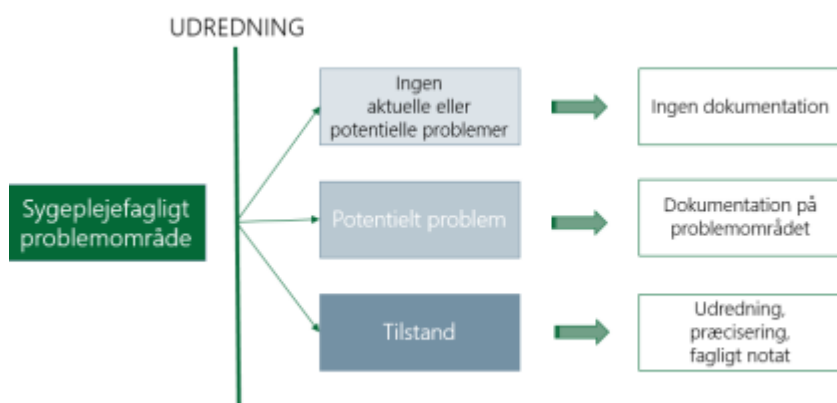 UDREDNING
Ingen
aktuelle eller
potentielle problemer
Ingen dokumentation
Sygeplejefagligt
problemområde
Potentielt problem
Dokumentation på
problemområdet
Tilstand
Udredning,
præcisering,
fagligt notat